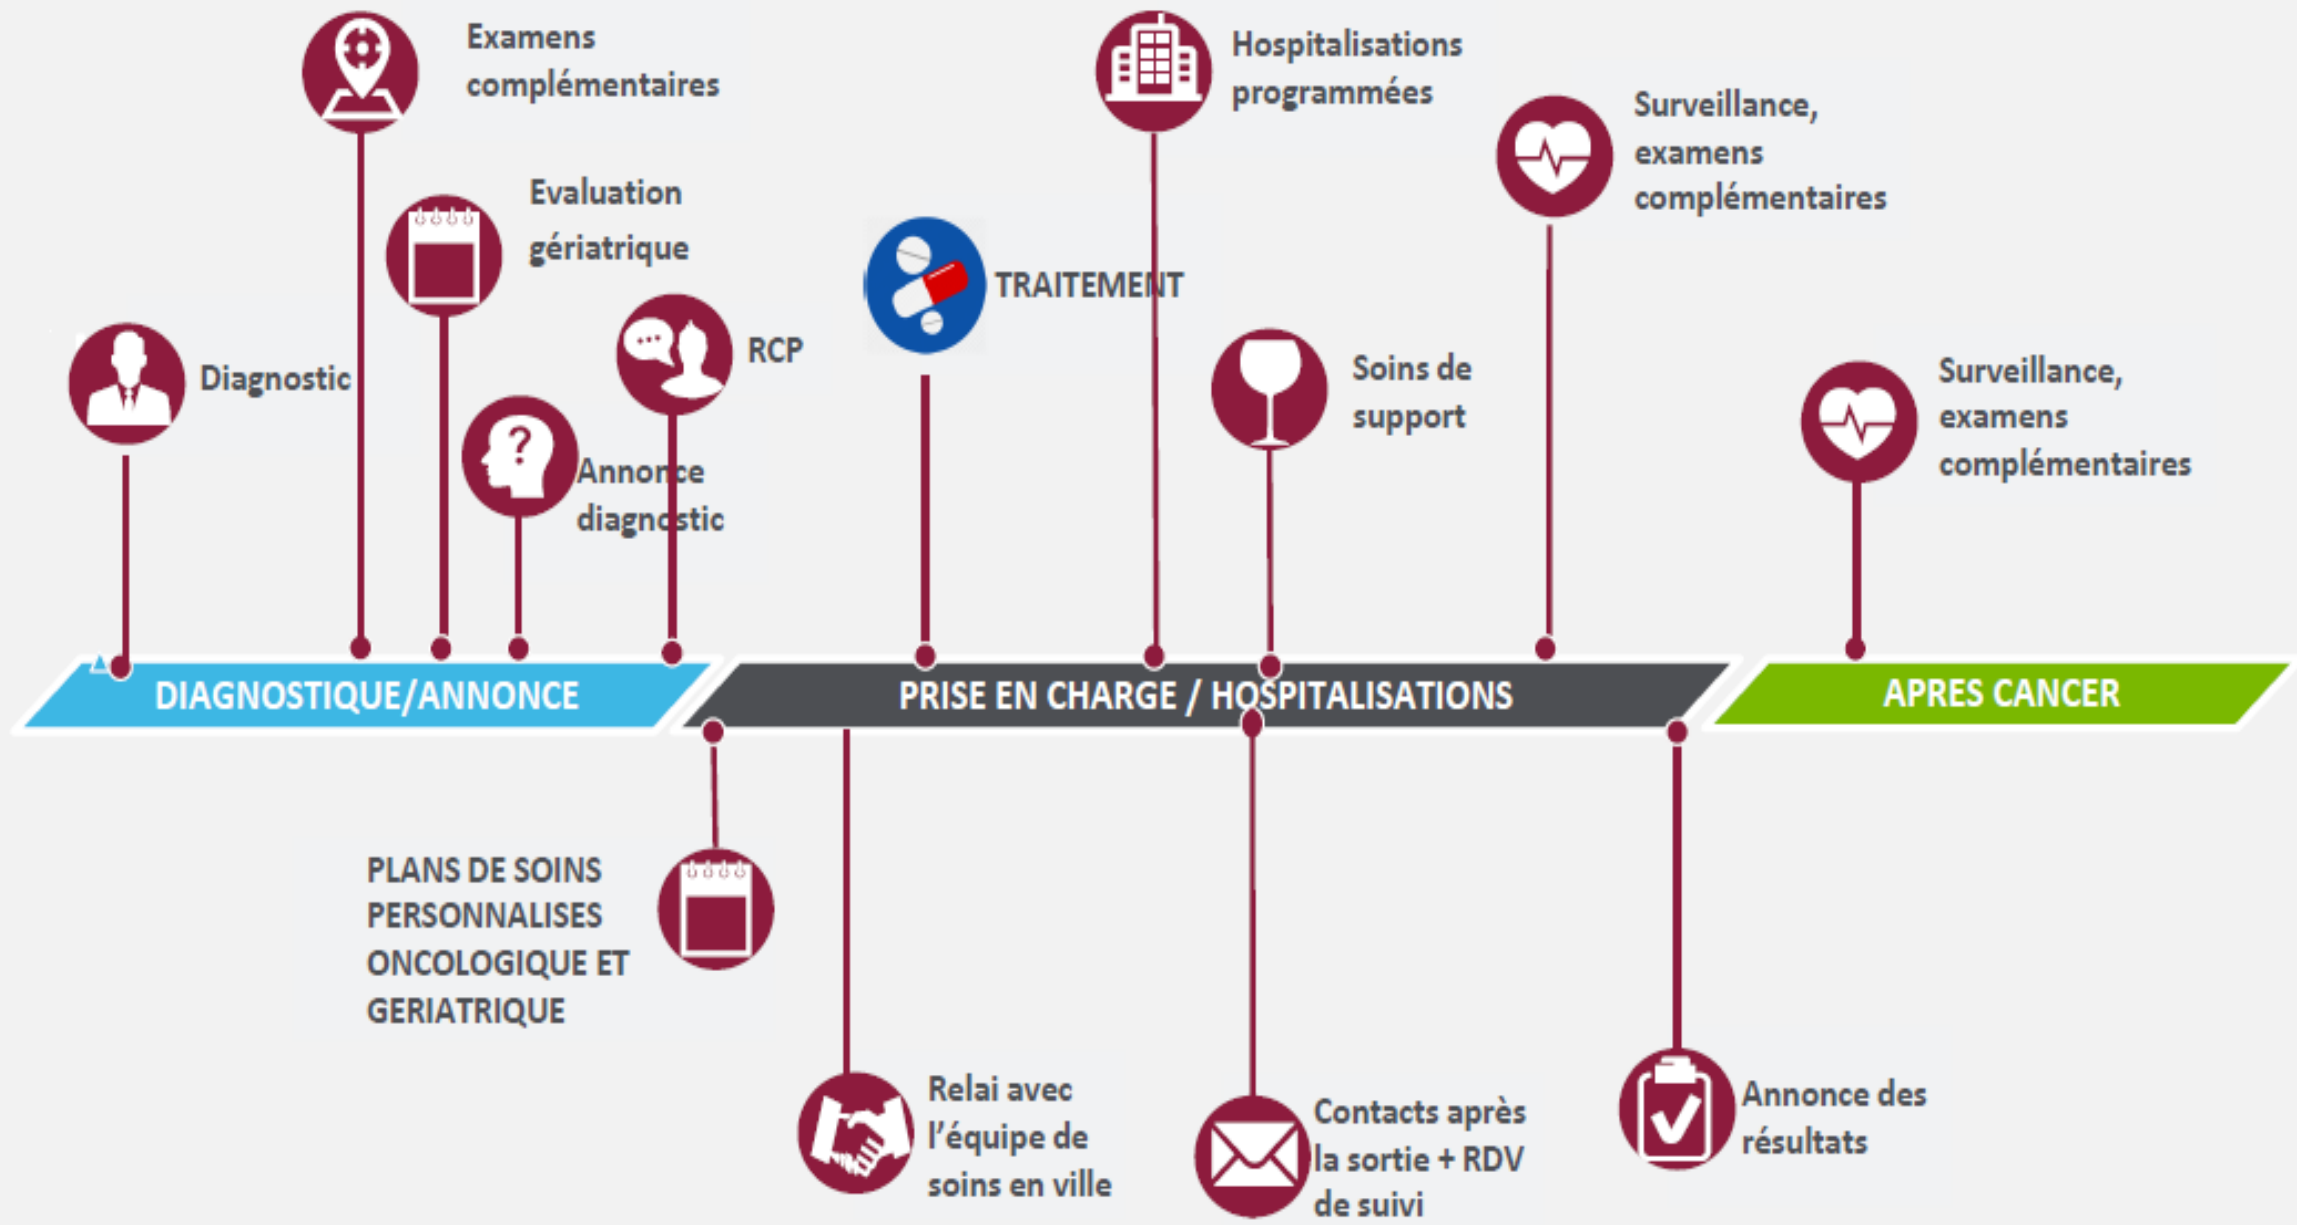 Examens
complémentaires
Hospitalisations
programmées
Surveillance,
examens
complémentaires
Evaluation
gériatrique
TRAITEMENT
RCP
Diagnostic
Soins de
support
Surveillance,
examens
complémentaires
Annonce
diagnostic
DIAGNOSTIQUE/ANNONCE
PRISE EN CHARGE / HOSPITALISATIONS
APRES CANCER
PLANS DE SOINS
PERSONNALISES
ONCOLOGIQUE ET
GERIATRIQUE
Relai avec
l’équipe de
soins en ville
Contacts après
la sortie + RDV
de suivi
Annonce des
résultats